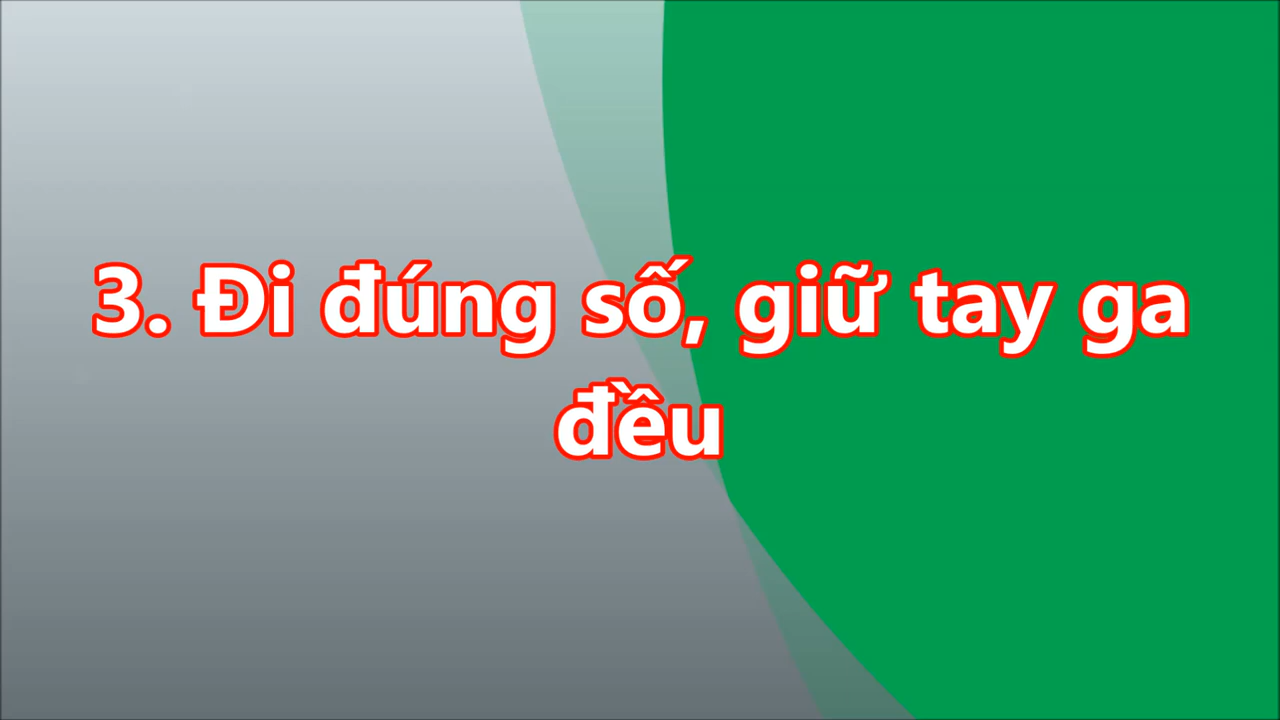 3. Đi đúng số, giữ tay ga
đều